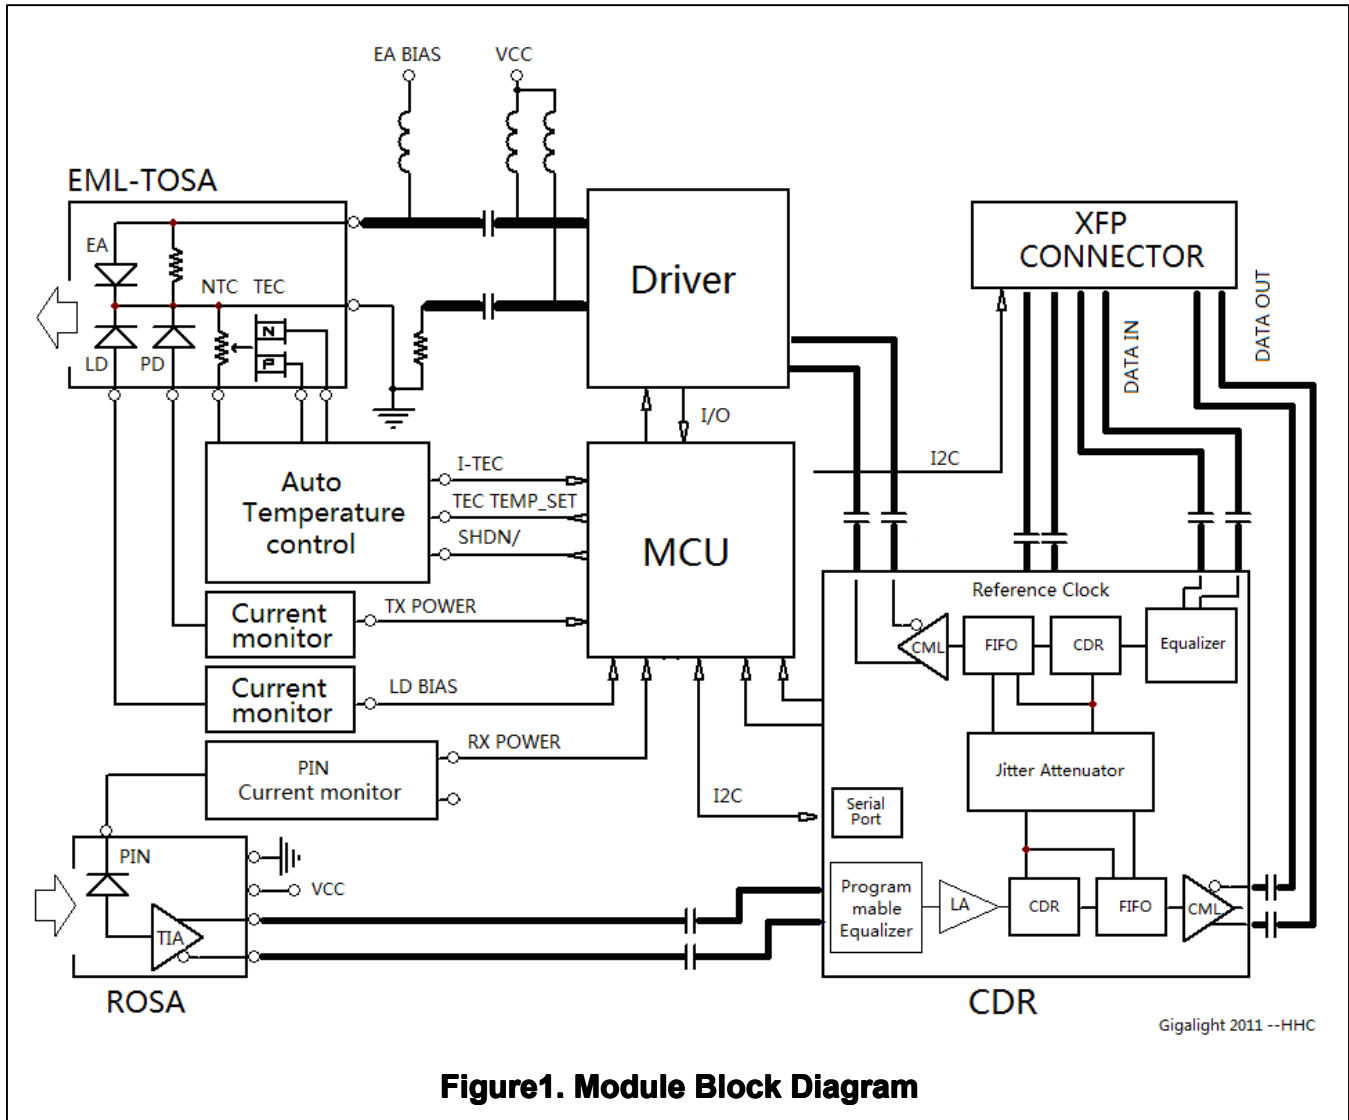 EA BIAS
VCC
EML-TOSA
EA
NTC TEC
LD
PD
N
P
Driver
XFP
CONNECTOR
DATA IN
DATA OUT
I/O
I2C
Auto
Temperature
control
I-TEC
TEC TEMP_SET
SHDN/
MCU
Current
monitor
TX POWER
Current
monitor
LD BIAS
PIN
Current monitor
RX POWER
I2C
Reference Clock
CML
FIFO
CDR
Equalizer
Jitter Attenuator
Serial
Port
Program
mable
Equalizer
LA
CDR
FIFO
CML
PIN
TIA
VCC
ROSA
CDR
Gigalight 2011 --HHC
Figure1. Module Block Diagram